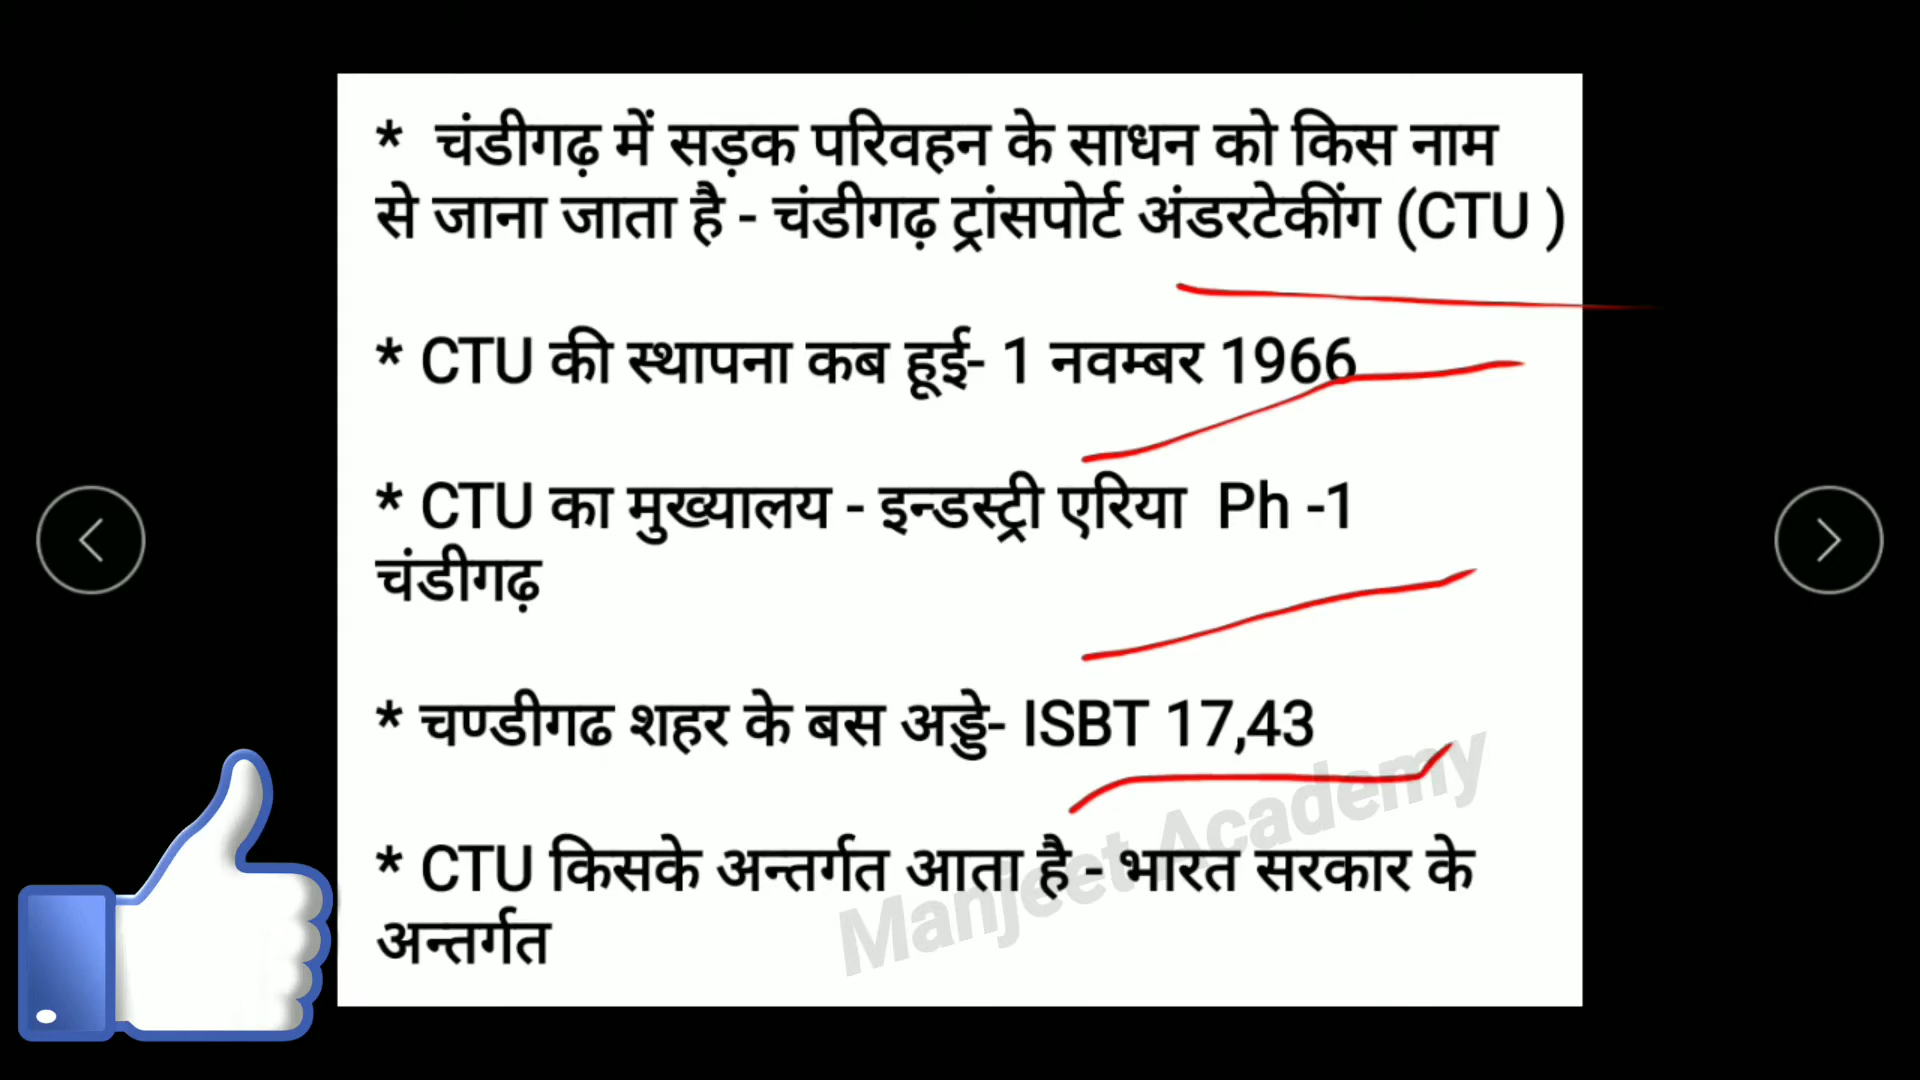 * चंडीगढ़ में सड़क परिवहन के साधन को किस नाम
से जाना जाता है - चंडीगढ़ ट्रांसपोर्ट अंडरटेकींग (CTU )
* CTU की स्थापना कब हूई- 1 नवम्बर 1966
* CTU का मुख्यालय - इन्डस्ट्री एरिया Ph -1
चंडीगढ़
* चण्डीगढ शहर के बस अड्डे- ISBT 17,43
* CTU किसके अन्तर्गत आता है - भारत सरकार के
अन्तर्गत
Manjeet Academy